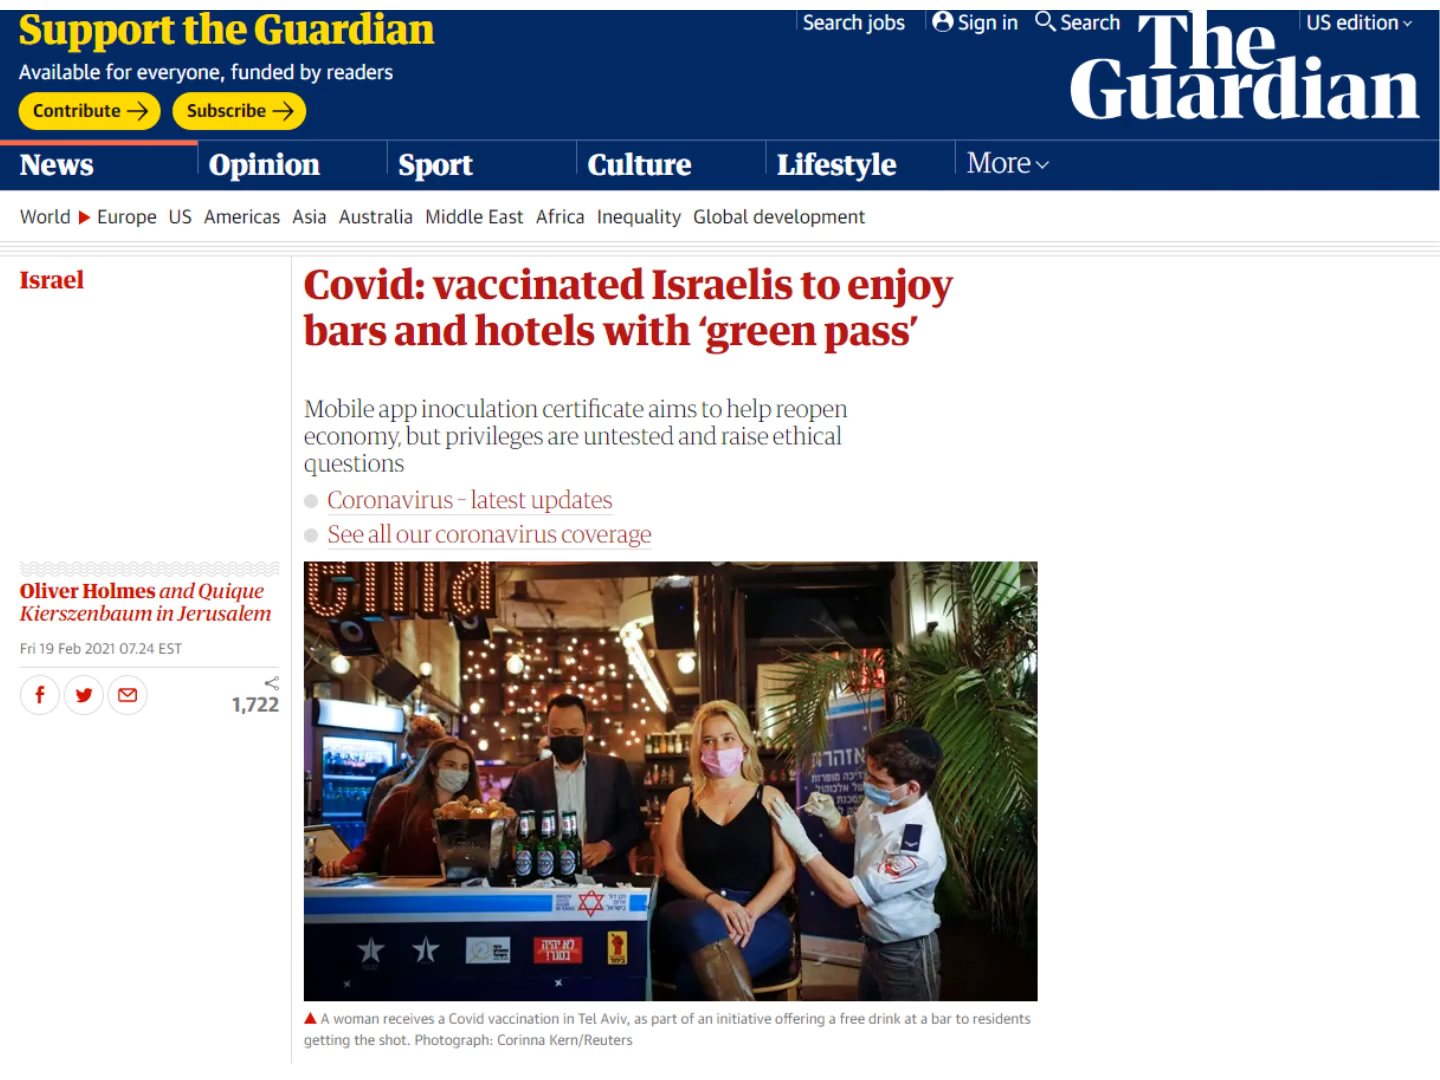 Support the Guardian
Available for everyone, funded by readers
Contribute
Subscribe
Search jobs
Sign in
Search
US edition
The
Guardian
News
Opinion
Sport
Culture
Lifestyle
More
World
Europe
US
Americas
Asia
Australia
Middle East
Africa
Inequality
Global development
Israel
Covid: vaccinated Israelis to enjoy
bars and hotels with ‘green pass’
Mobile app inoculation certificate aims to help reopen
economy, but privileges are untested and raise ethical
questions
Coronavirus – latest updates
See all our coronavirus coverage
Oliver Holmes and Quique
Kierszenbaum in Jerusalem
Fri 19 Feb 2021 07.24 EST
1,722
אזהרה
לא יהיה
בסגר!
A woman receives a Covid vaccination in Tel Aviv, as part of an initiative offering a free drink at a bar to residents
getting the shot. Photograph: Corinna Kern/Reuters